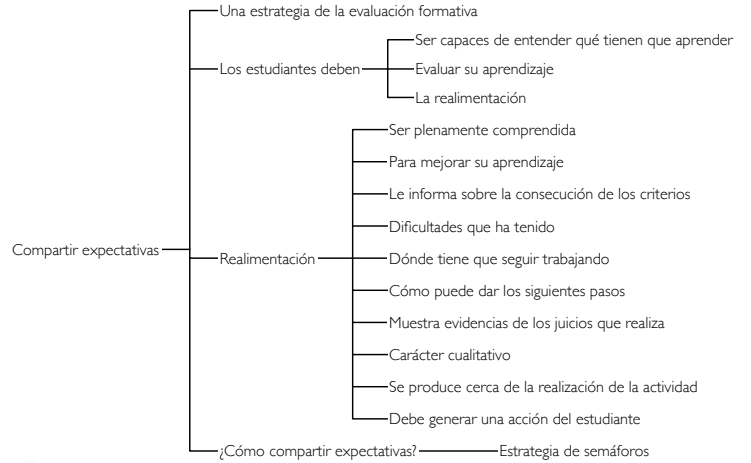 Una estrategia de la evaluación formativa
Ser capaces de entender qué tienen que aprender
Los estudiantes deben
Evaluar su aprendizaje
La realimentación
Ser plenamente comprendida
Para mejorar su aprendizaje
Le informa sobre la consecución de los criterios
Dificultades que ha tenido
Compartir expectativas
Realimentación
Dónde tiene que seguir trabajando
Cómo puede dar los siguientes pasos
Muestra evidencias de los juicios que realiza
Carácter cualitativo
Se produce cerca de la realización de la actividad
Debe generar una acción del estudiante
¿Cómo compartir expectativas?
Estrategia de semáforos